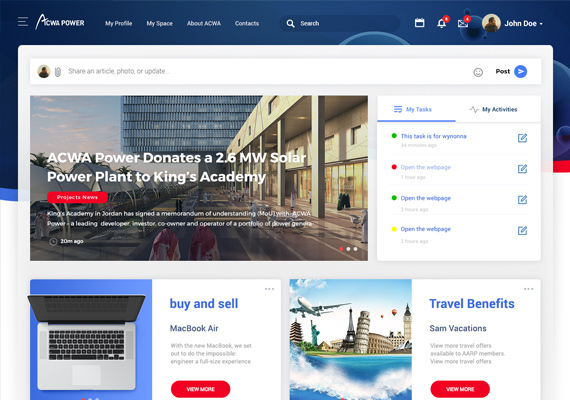 ACWA POWER
My Profile
My Space
About ACWA
Contacts
Search
John Doe
Share an article, photo, or update...
Post
ACWA Power Donates a 2.6 MW Solar
Power Plant to King's Academy
Projects News
King's Academy in Jordan has signed a memorandum of understanding (MoU) with ACWA
Power - a leading developer, investor, co-owner and operator of a portfolio of power genera
20m ago
My Tasks
My Activities
This task is for wynonna
36 minutes ago
Open the webpage
1 hour ago
Open the webpage
2 hours ago
Open the webpage
3 hours ago
buy and sell
MacBook Air
With the new MacBook, we set
out to do the impossible:
engineer a full-size experience
VIEW MORE
Travel Benefits
Sam Vacations
View more travel offers
available to AARP members.
View more travel offers
VIEW MORE